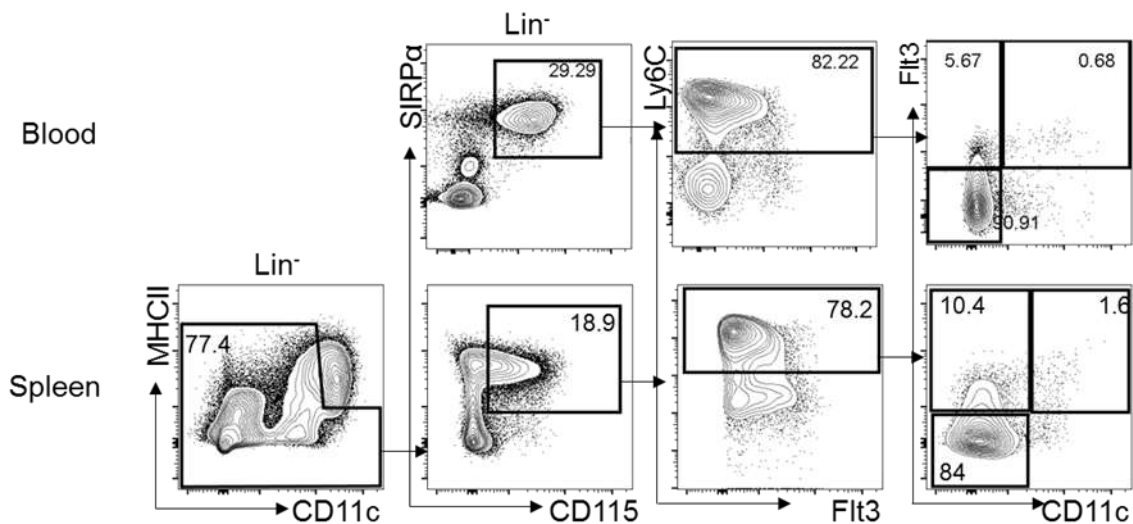 Lin⁻
Blood
SIRPα
29.29
Ly6C
82.22
Flt3
5.67
0.68
90.91
Lin⁻
Spleen
MHCII
77.4
CD11c
18.9
CD115
78.2
Flt3
10.4
1.6
84
CD11c